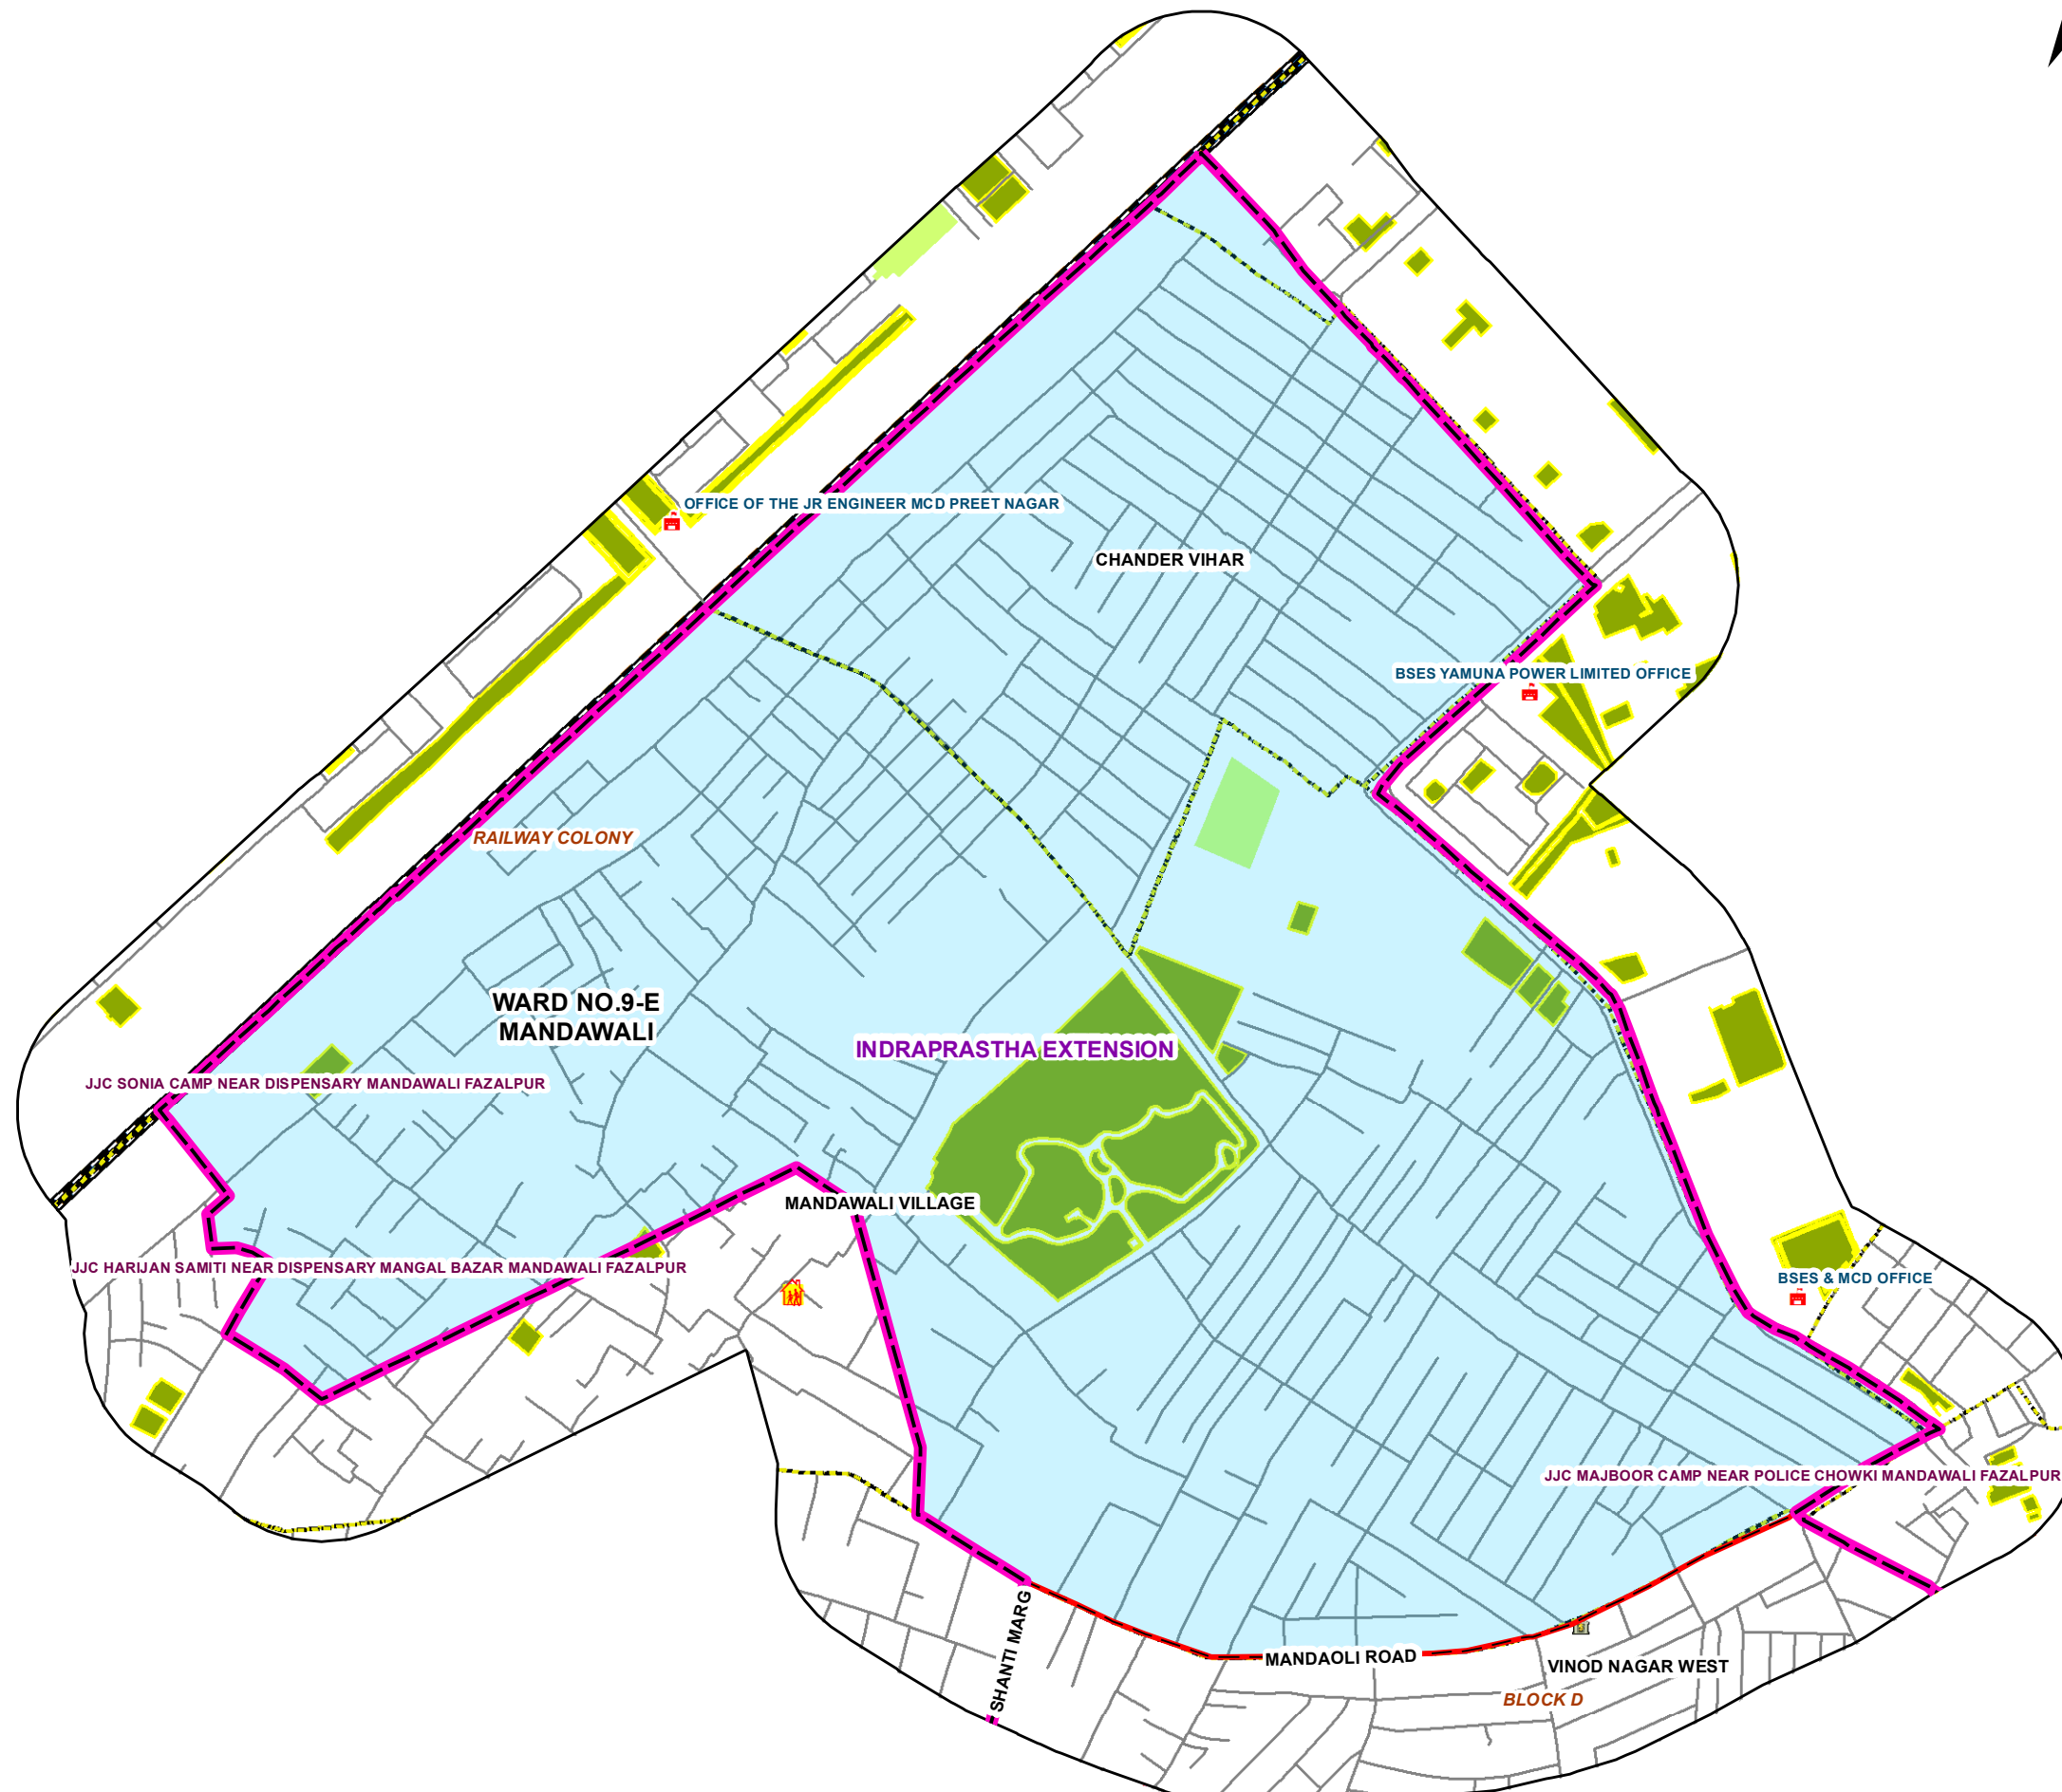 OFFICE OF THE JR ENGINEER MCD PREET NAGAR
CHANDER VIHAR
BSES YAMUNA POWER LIMITED OFFICE
RAILWAY COLONY
WARD NO.9-E
MANDAWALI
INDRAPRASTHA EXTENSION
JJC SONIA CAMP NEAR DISPENSARY MANDAWALI FAZALPUR
MANDAWALI VILLAGE
JJC HARIJAN SAMITI NEAR DISPENSARY MANGAL BAZAR MANDAWALI FAZALPUR
BSES & MCD OFFICE
JJC MAJBOOR CAMP NEAR POLICE CHOWKI MANDAWALI FAZALPUR
SHANTI MARG
MANDAOLI ROAD
VINOD NAGAR WEST
BLOCK D